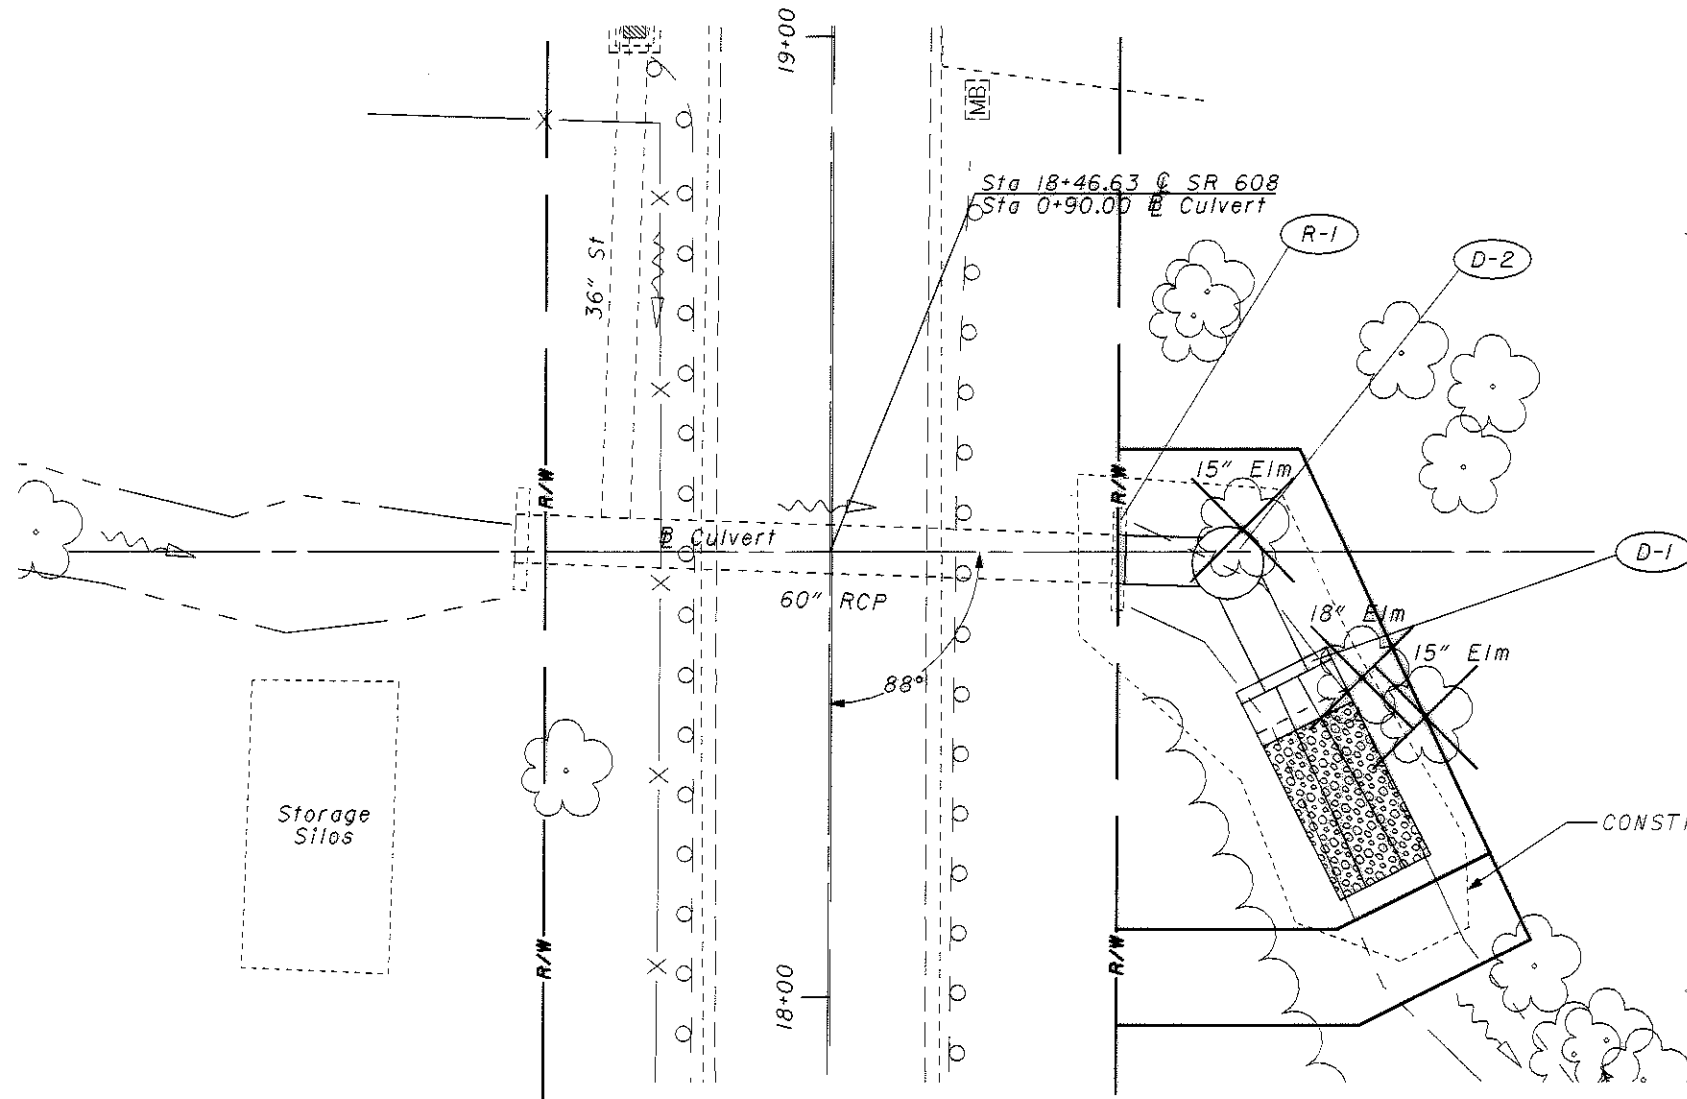 19+00
MB
Sta 18+46.63 ℄ SR 608
Sta 0+90.00 B Culvert
R-1
D-2
36" St
R/W
R/W
15" Elm
B Culvert
D-1
60" RCP
18" Elm
15" Elm
88°
Storage
Silos
CONST
R/W
R/W
18+00